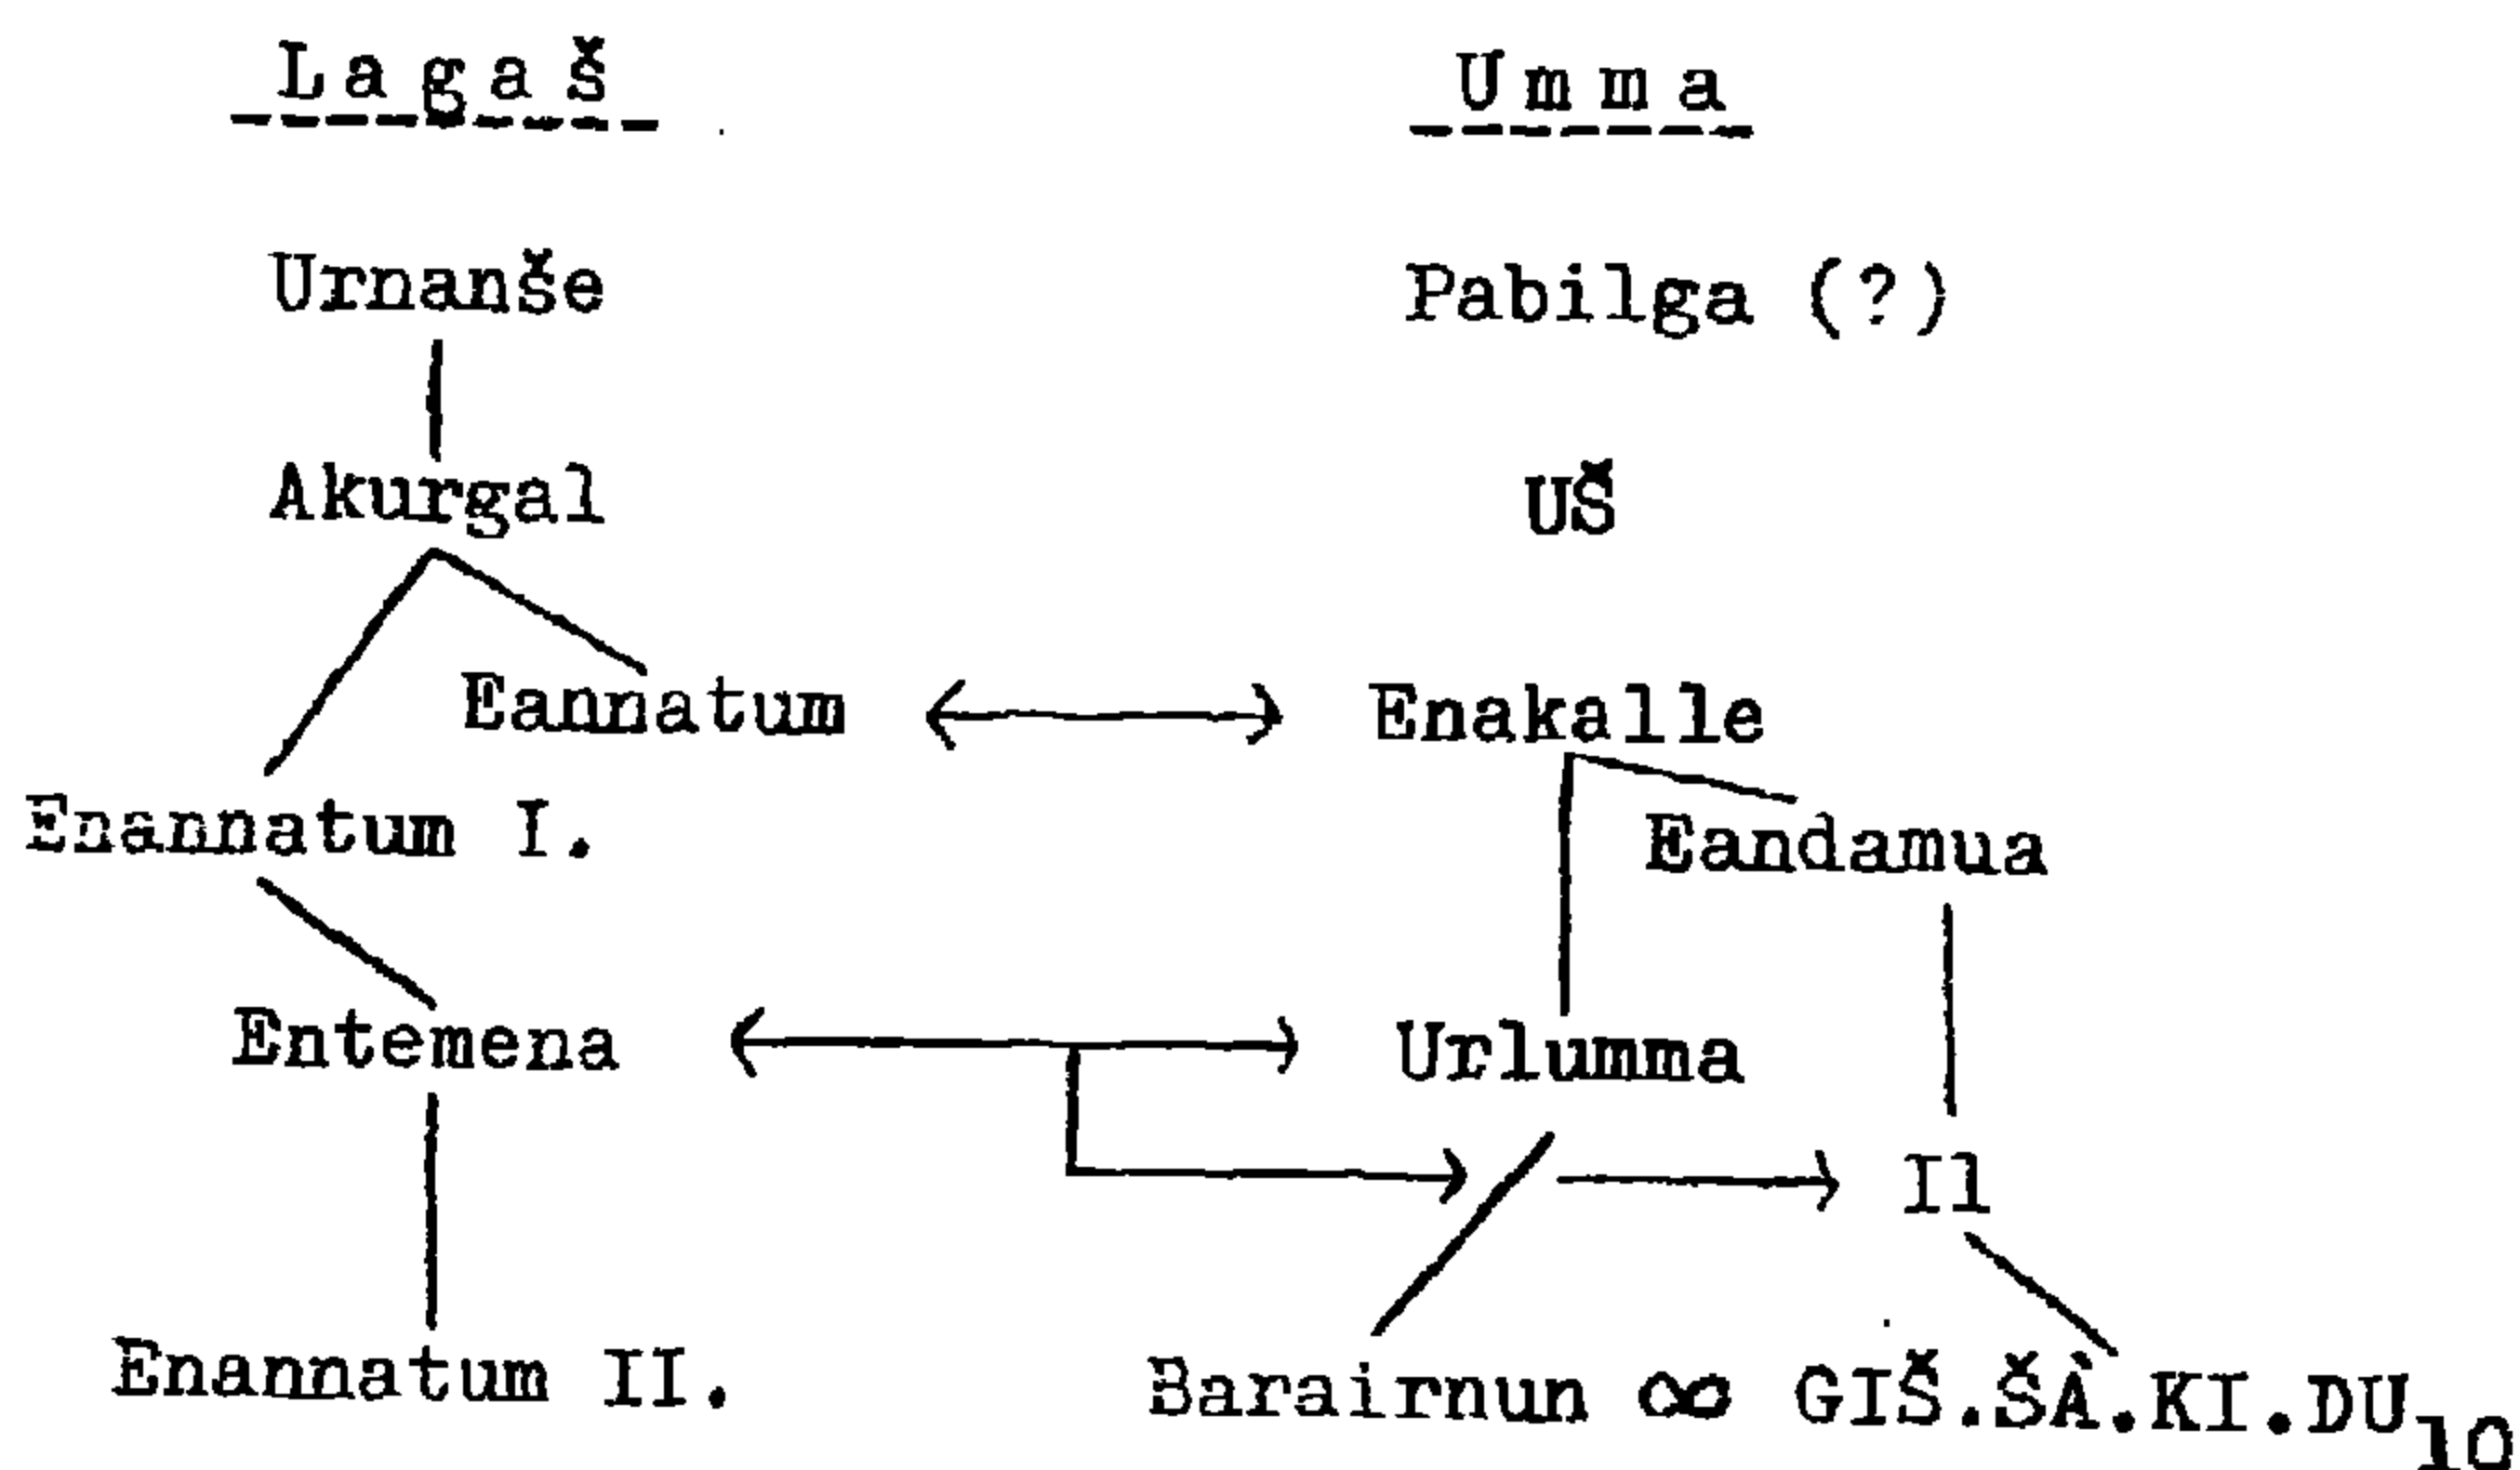 Lagaš Umma
Urnanše Pabilga (?)
Akurgal UŠ
Eannatum Enakalle
Enannatum I. Eandamua
Entemena Urlumma
Il
Enannatum II. Barairnun ∞ GIŠ.ŠÀ.KI.DU10